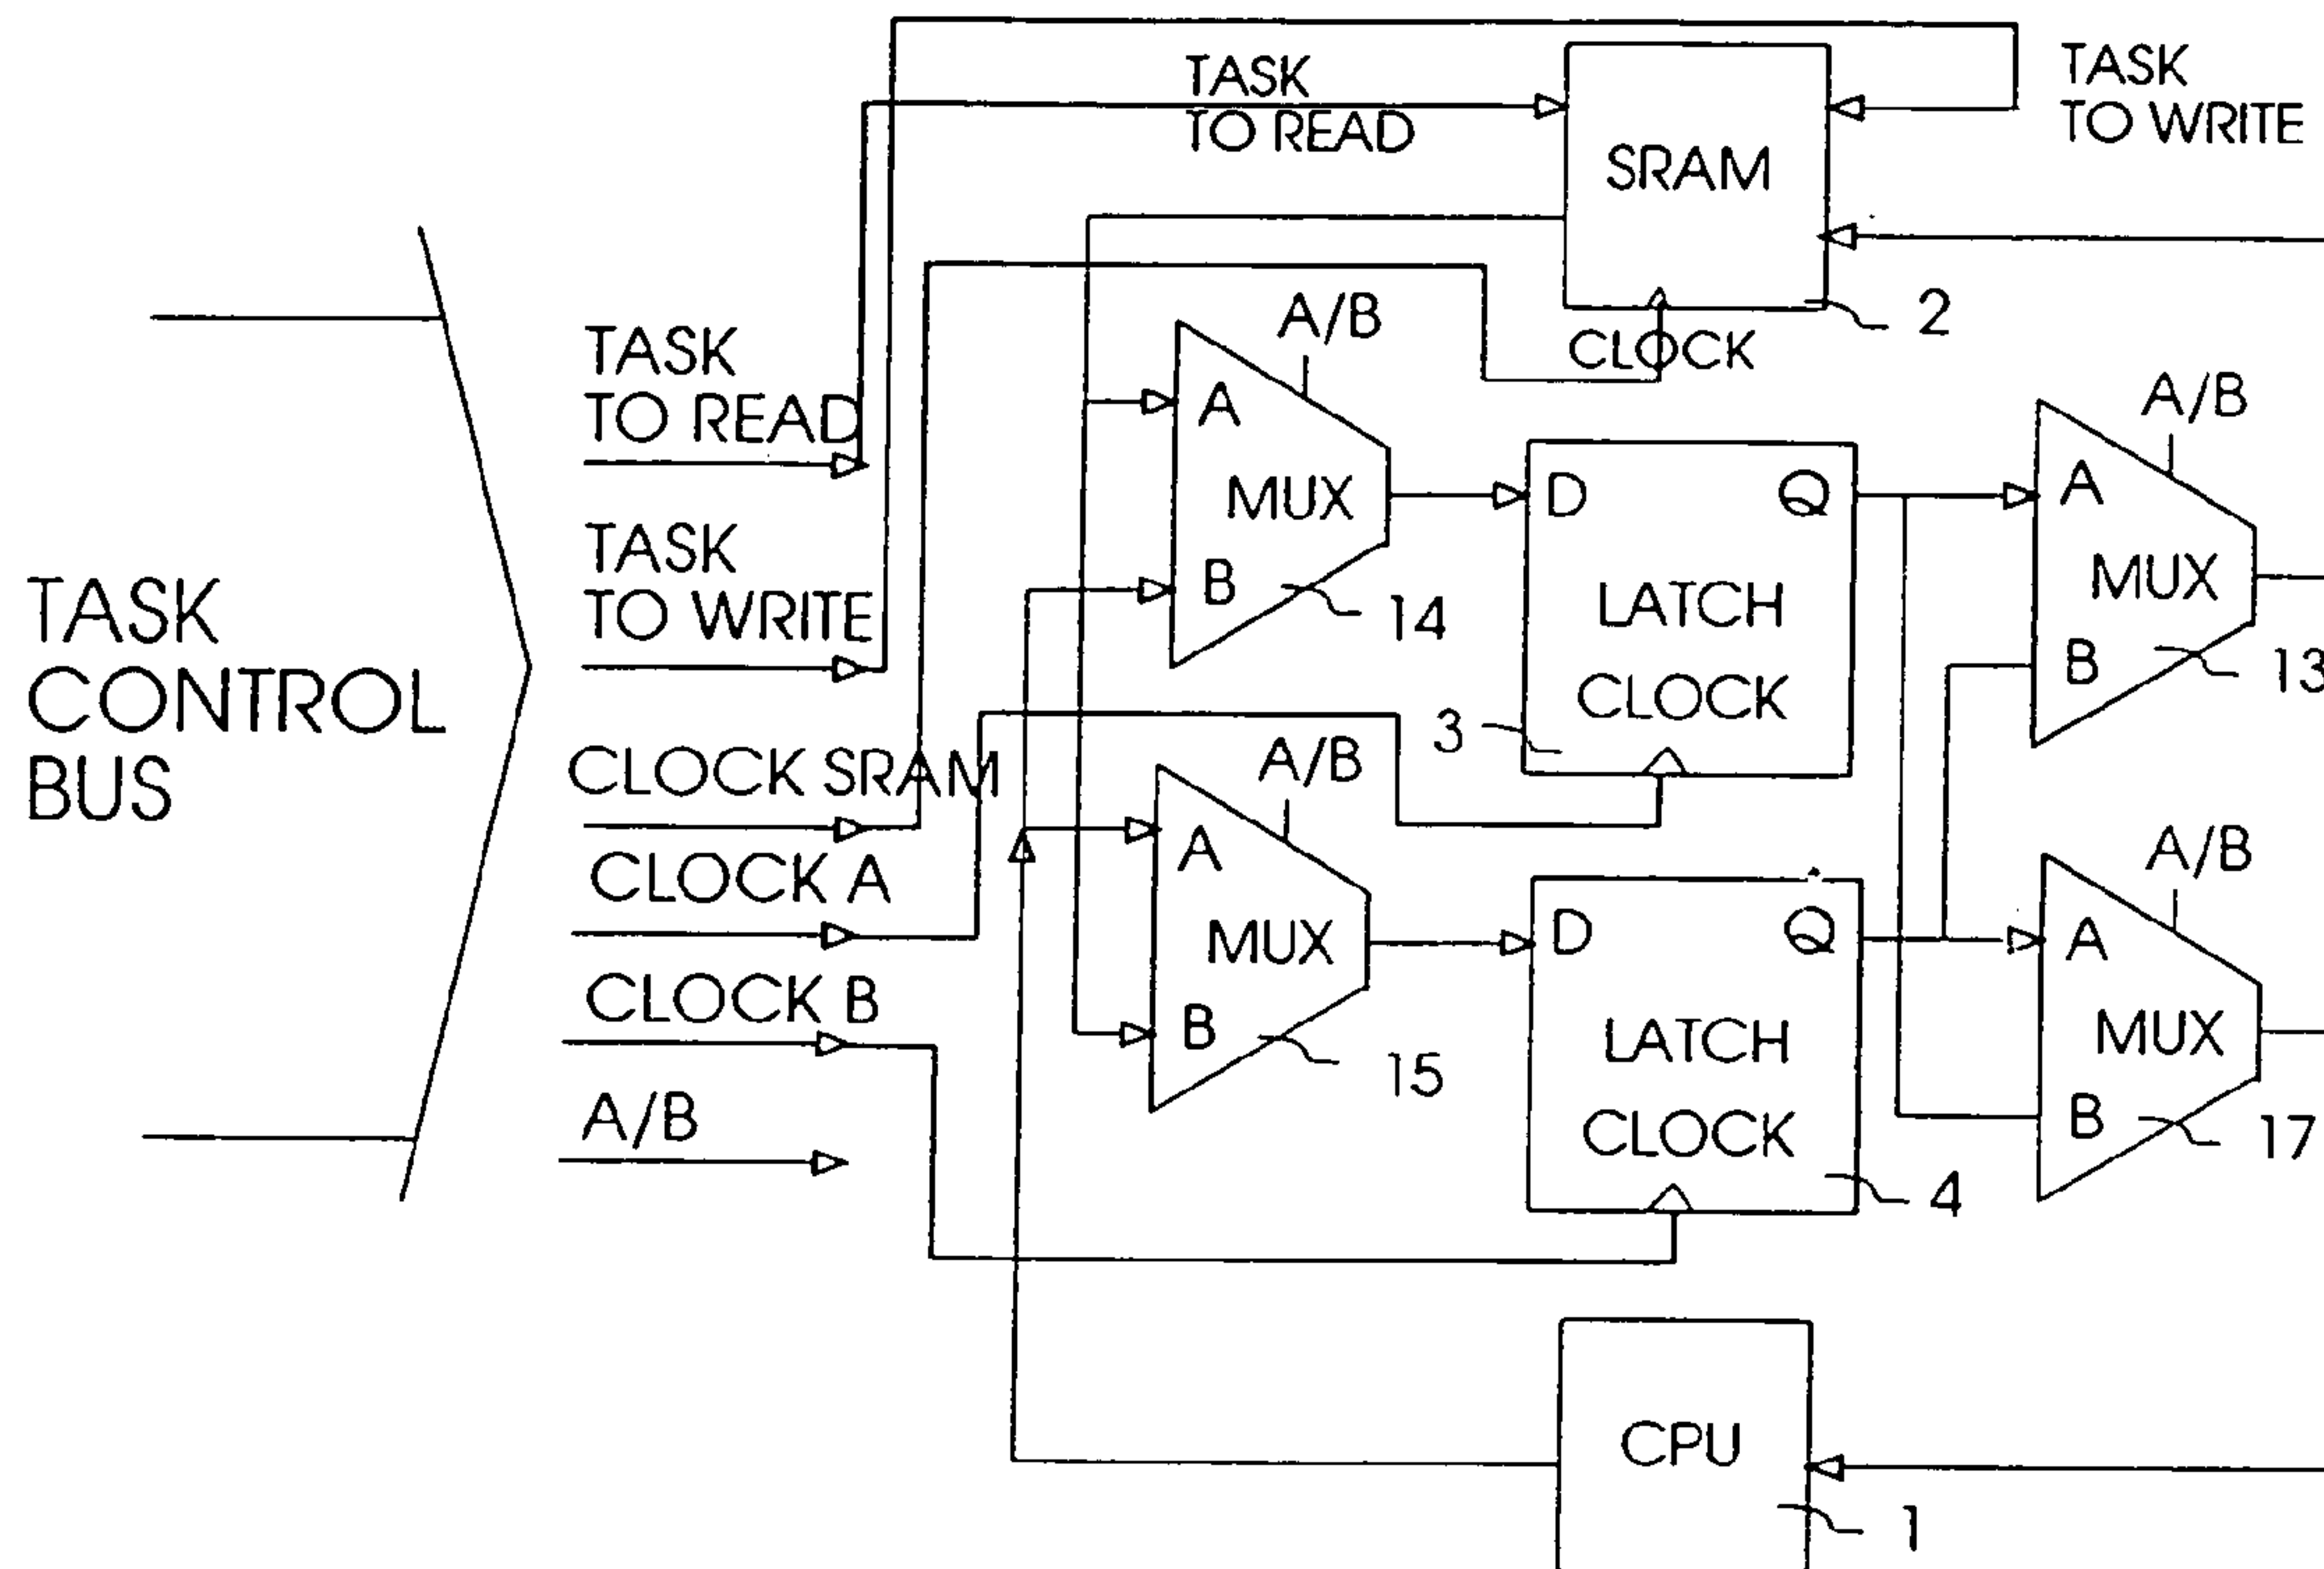 TASK
CONTROL
BUS
TASK
TO READ
TASK
TO WRITE
CLOCK SRAM
CLOCK A
CLOCK B
A/B
TASK
TO READ
SRAM
CLOCK
2
TASK
TO WRITE
A/B
A
MUX
B
14
D
Q
LATCH
CLOCK
3
A/B
A
MUX
B
13
A/B
A
MUX
B
15
D
Q
LATCH
CLOCK
4
A/B
A
MUX
B
17
CPU
1